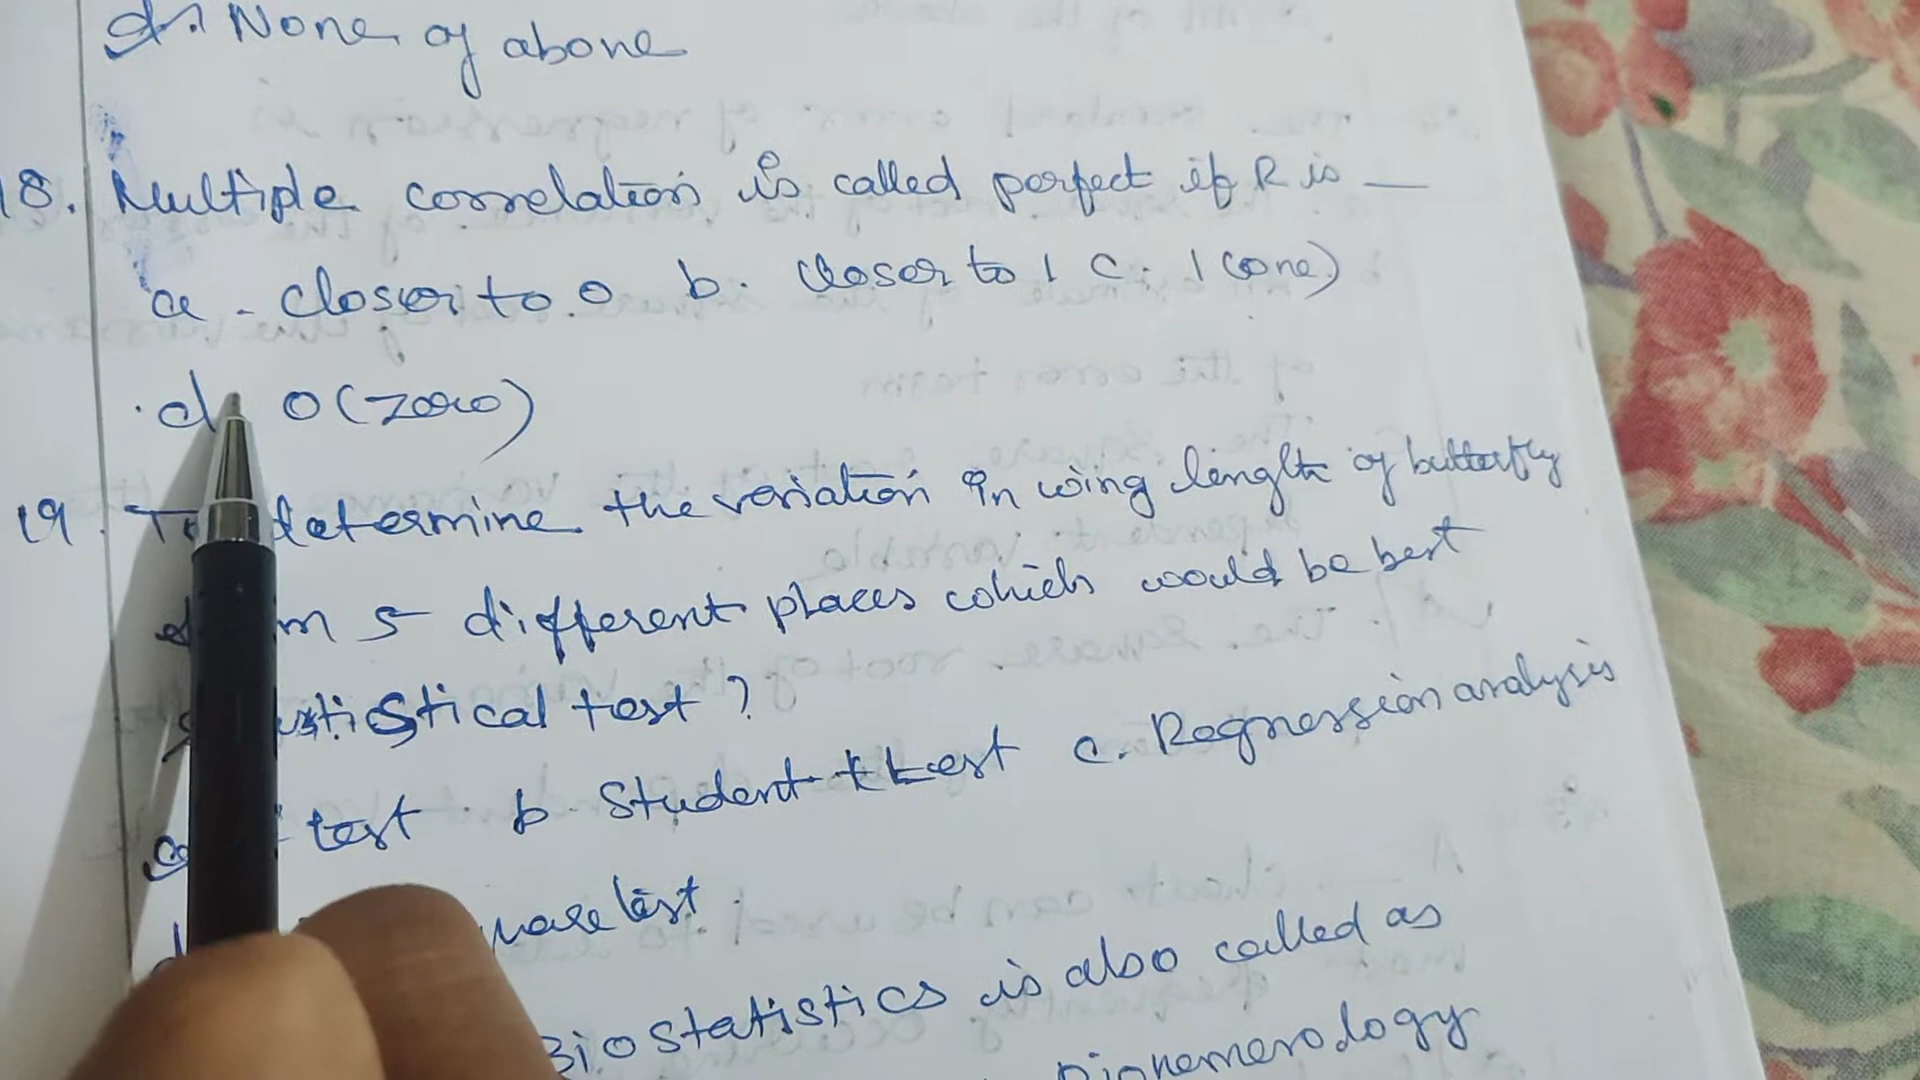 d. None of above
18. Multiple correlation is called perfect if R is —
a. closer to 0 b. closer to 1 c. 1 (one)
d. 0 (zero)
19. To determine the variation in wing length of butterfly
5 different places which would be best
statistical test?
test b. Student t test c. Regression analysis
test.
Biostatistics is also called as